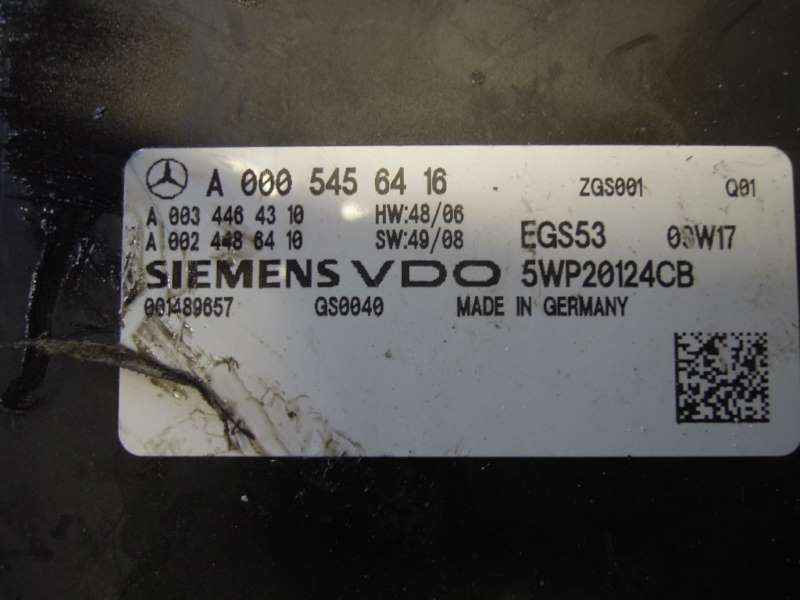 A 000 545 64 16 ZGS001 Q01
A 003 446 43 10 HW:48/06
A 002 448 64 10 SW:49/08 EGS53
SIEMENS VDO 5WP20124CB
001489657 GS0040 MADE IN GERMANY